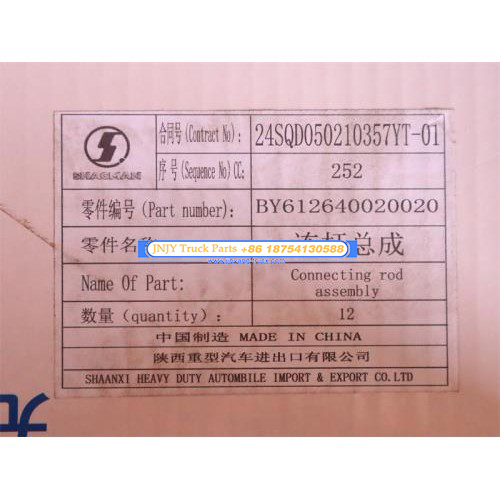 SHACMAN
合同号(Contract No): 24SQD050210357YT-01
序号(Sequence No)CC: 252
零件编号(Part number): BY612640020020
零件名称 连杆总成
JNJY Truck Parts +86 18754130588
Name Of Part: Connecting rod assembly
数量(quantity): 12
中国制造 MADE IN CHINA
陕西重型汽车进出口有限公司
SHAANXI HEAVY DUTY AUTOMBILE IMPORT & EXPORT CO.LTD